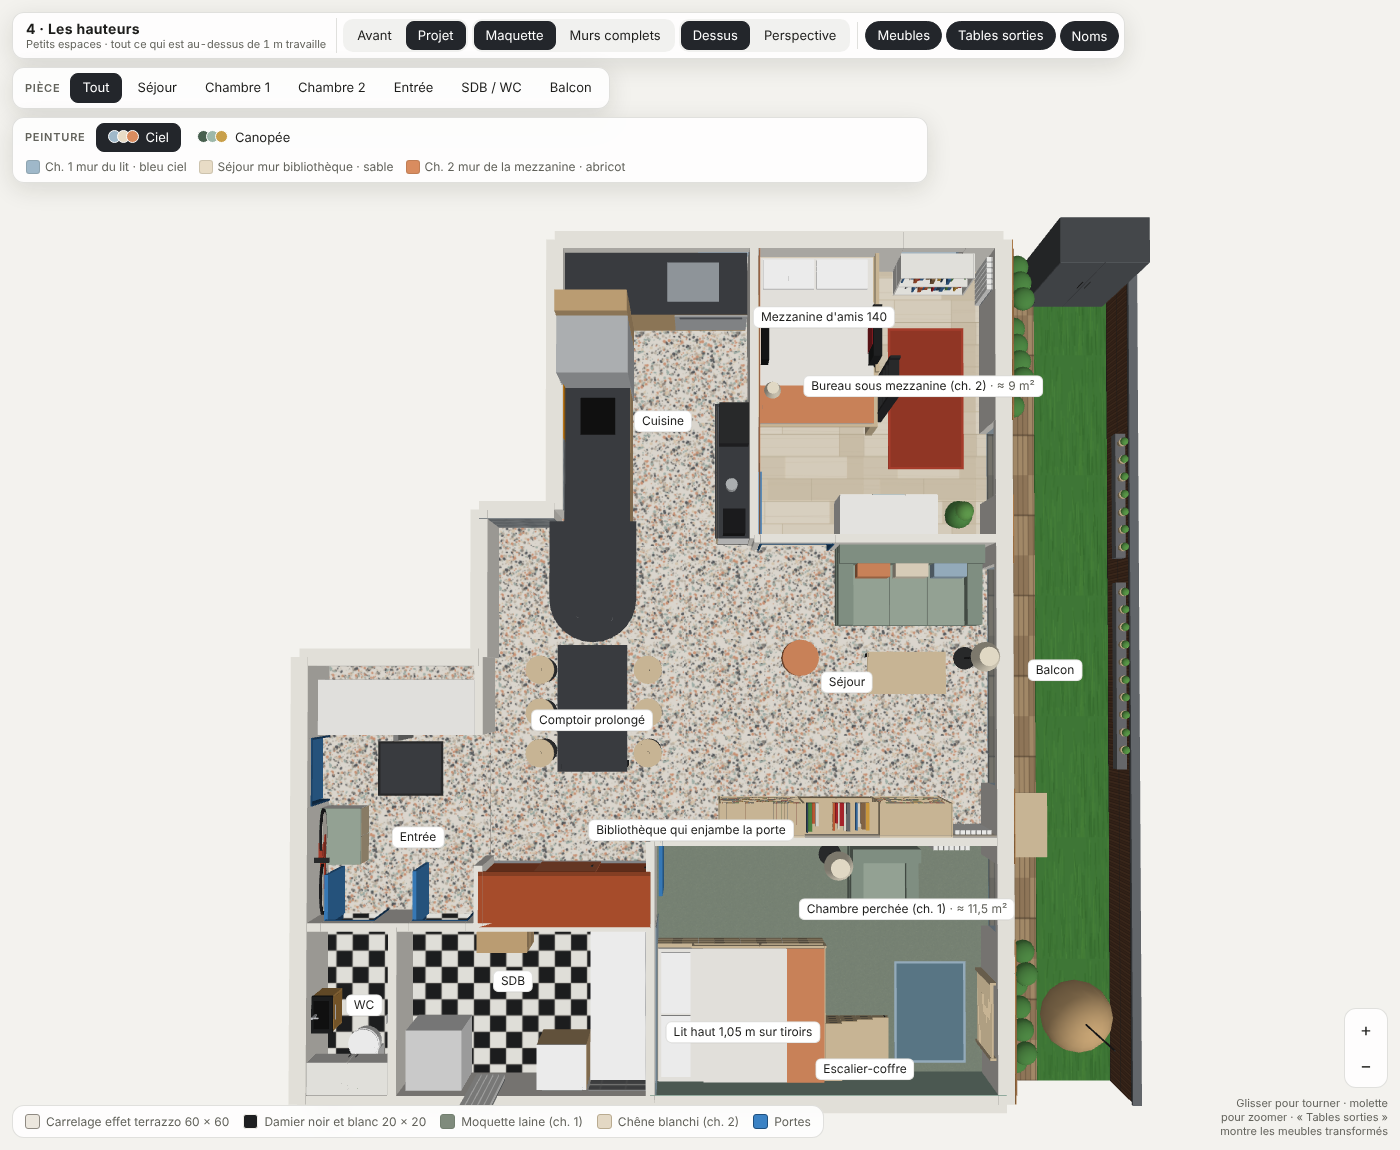 4 · Les hauteurs
Petits espaces · tout ce qui est au-dessus de 1 m travaille
Avant
Projet
Maquette
Murs complets
Dessus
Perspective
Meubles
Tables sorties
Noms
PIÈCE
Tout
Séjour
Chambre 1
Chambre 2
Entrée
SDB / WC
Balcon
PEINTURE
Ciel
Canopée
Ch. 1 mur du lit · bleu ciel
Séjour mur bibliothèque · sable
Ch. 2 mur de la mezzanine · abricot
Mezzanine d'amis 140
Bureau sous mezzanine (ch. 2) · ≈ 9 m²
Cuisine
Balcon
Séjour
Comptoir prolongé
Bibliothèque qui enjambe la porte
Entrée
Chambre perchée (ch. 1) · ≈ 11,5 m²
SDB
WC
Lit haut 1,05 m sur tiroirs
Escalier-coffre
+
−
Carrelage effet terrazzo 60 × 60
Damier noir et blanc 20 × 20
Moquette laine (ch. 1)
Chêne blanchi (ch. 2)
Portes
Glisser pour tourner · molette
pour zoomer · « Tables sorties »
montre les meubles transformés